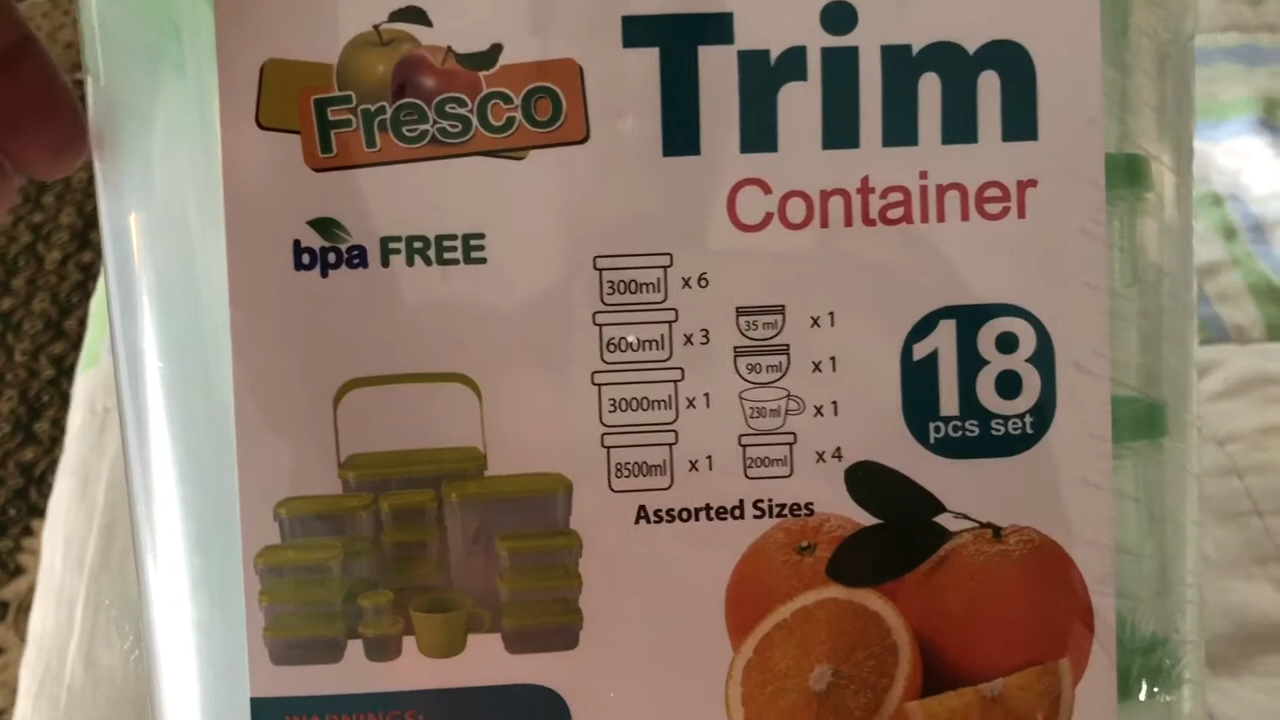 Fresco
Trim
Container
bpa FREE
300ml x 6
600ml x 3
3000ml x 1
8500ml x 1
35 ml x 1
90 ml x 1
230 ml x 1
200ml x 4
Assorted Sizes
18
pcs set
WARNINGS: